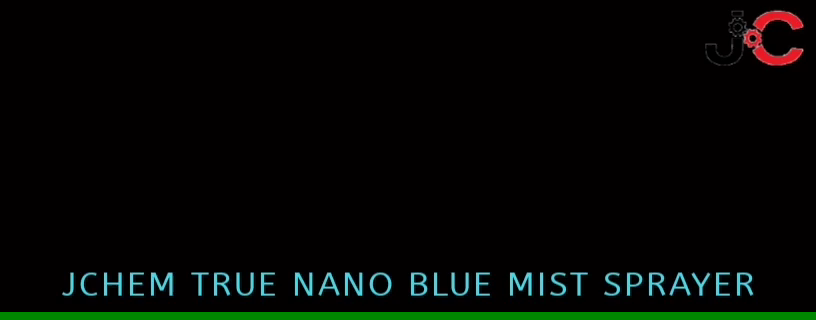 JC
JCHEM TRUE NANO BLUE MIST SPRAYER